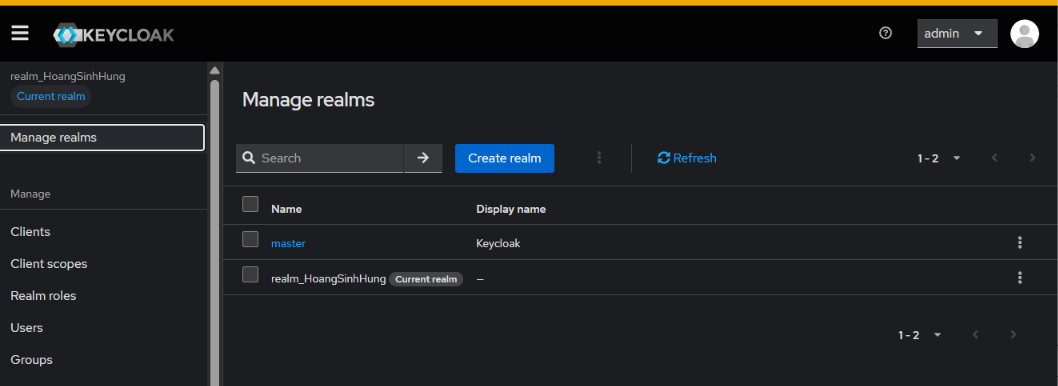 KEYCLOAK
admin
realm_HoangSinhHung
Current realm
Manage realms
Manage
Clients
Client scopes
Realm roles
Users
Groups
Manage realms
Search
Create realm
Refresh
1 - 2
Name Display name
master Keycloak
realm_HoangSinhHung Current realm –
1 - 2